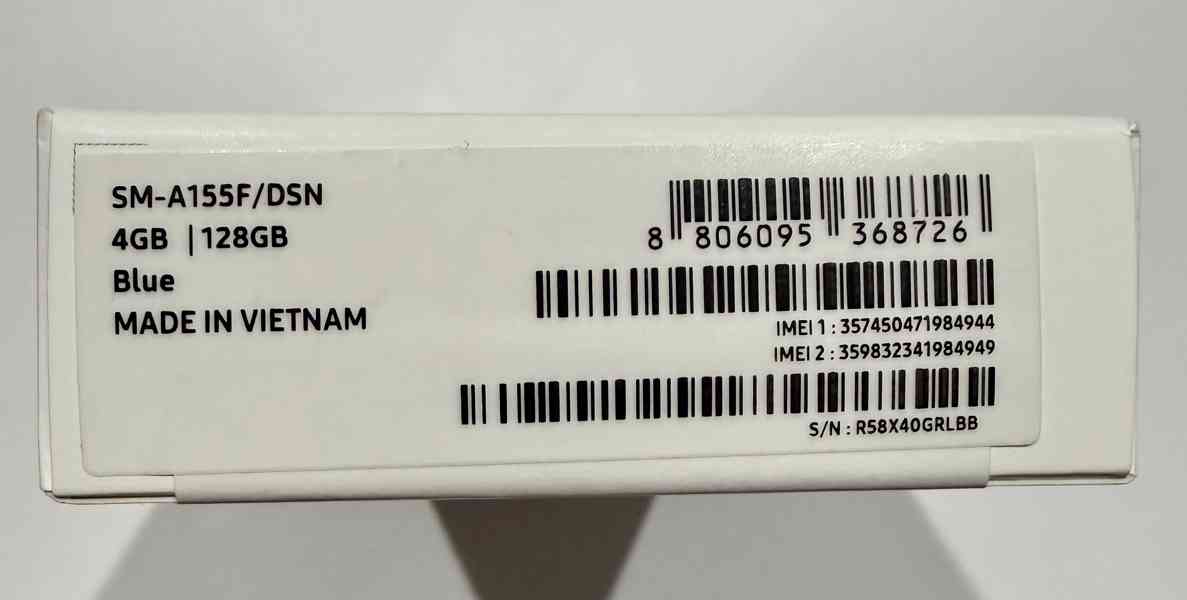 SM-A155F/DSN
4GB | 128GB
Blue
MADE IN VIETNAM
8 806095 368726
IMEI 1 : 357450471984944
IMEI 2 : 359832341984949
S/N : R58X40GRLBB